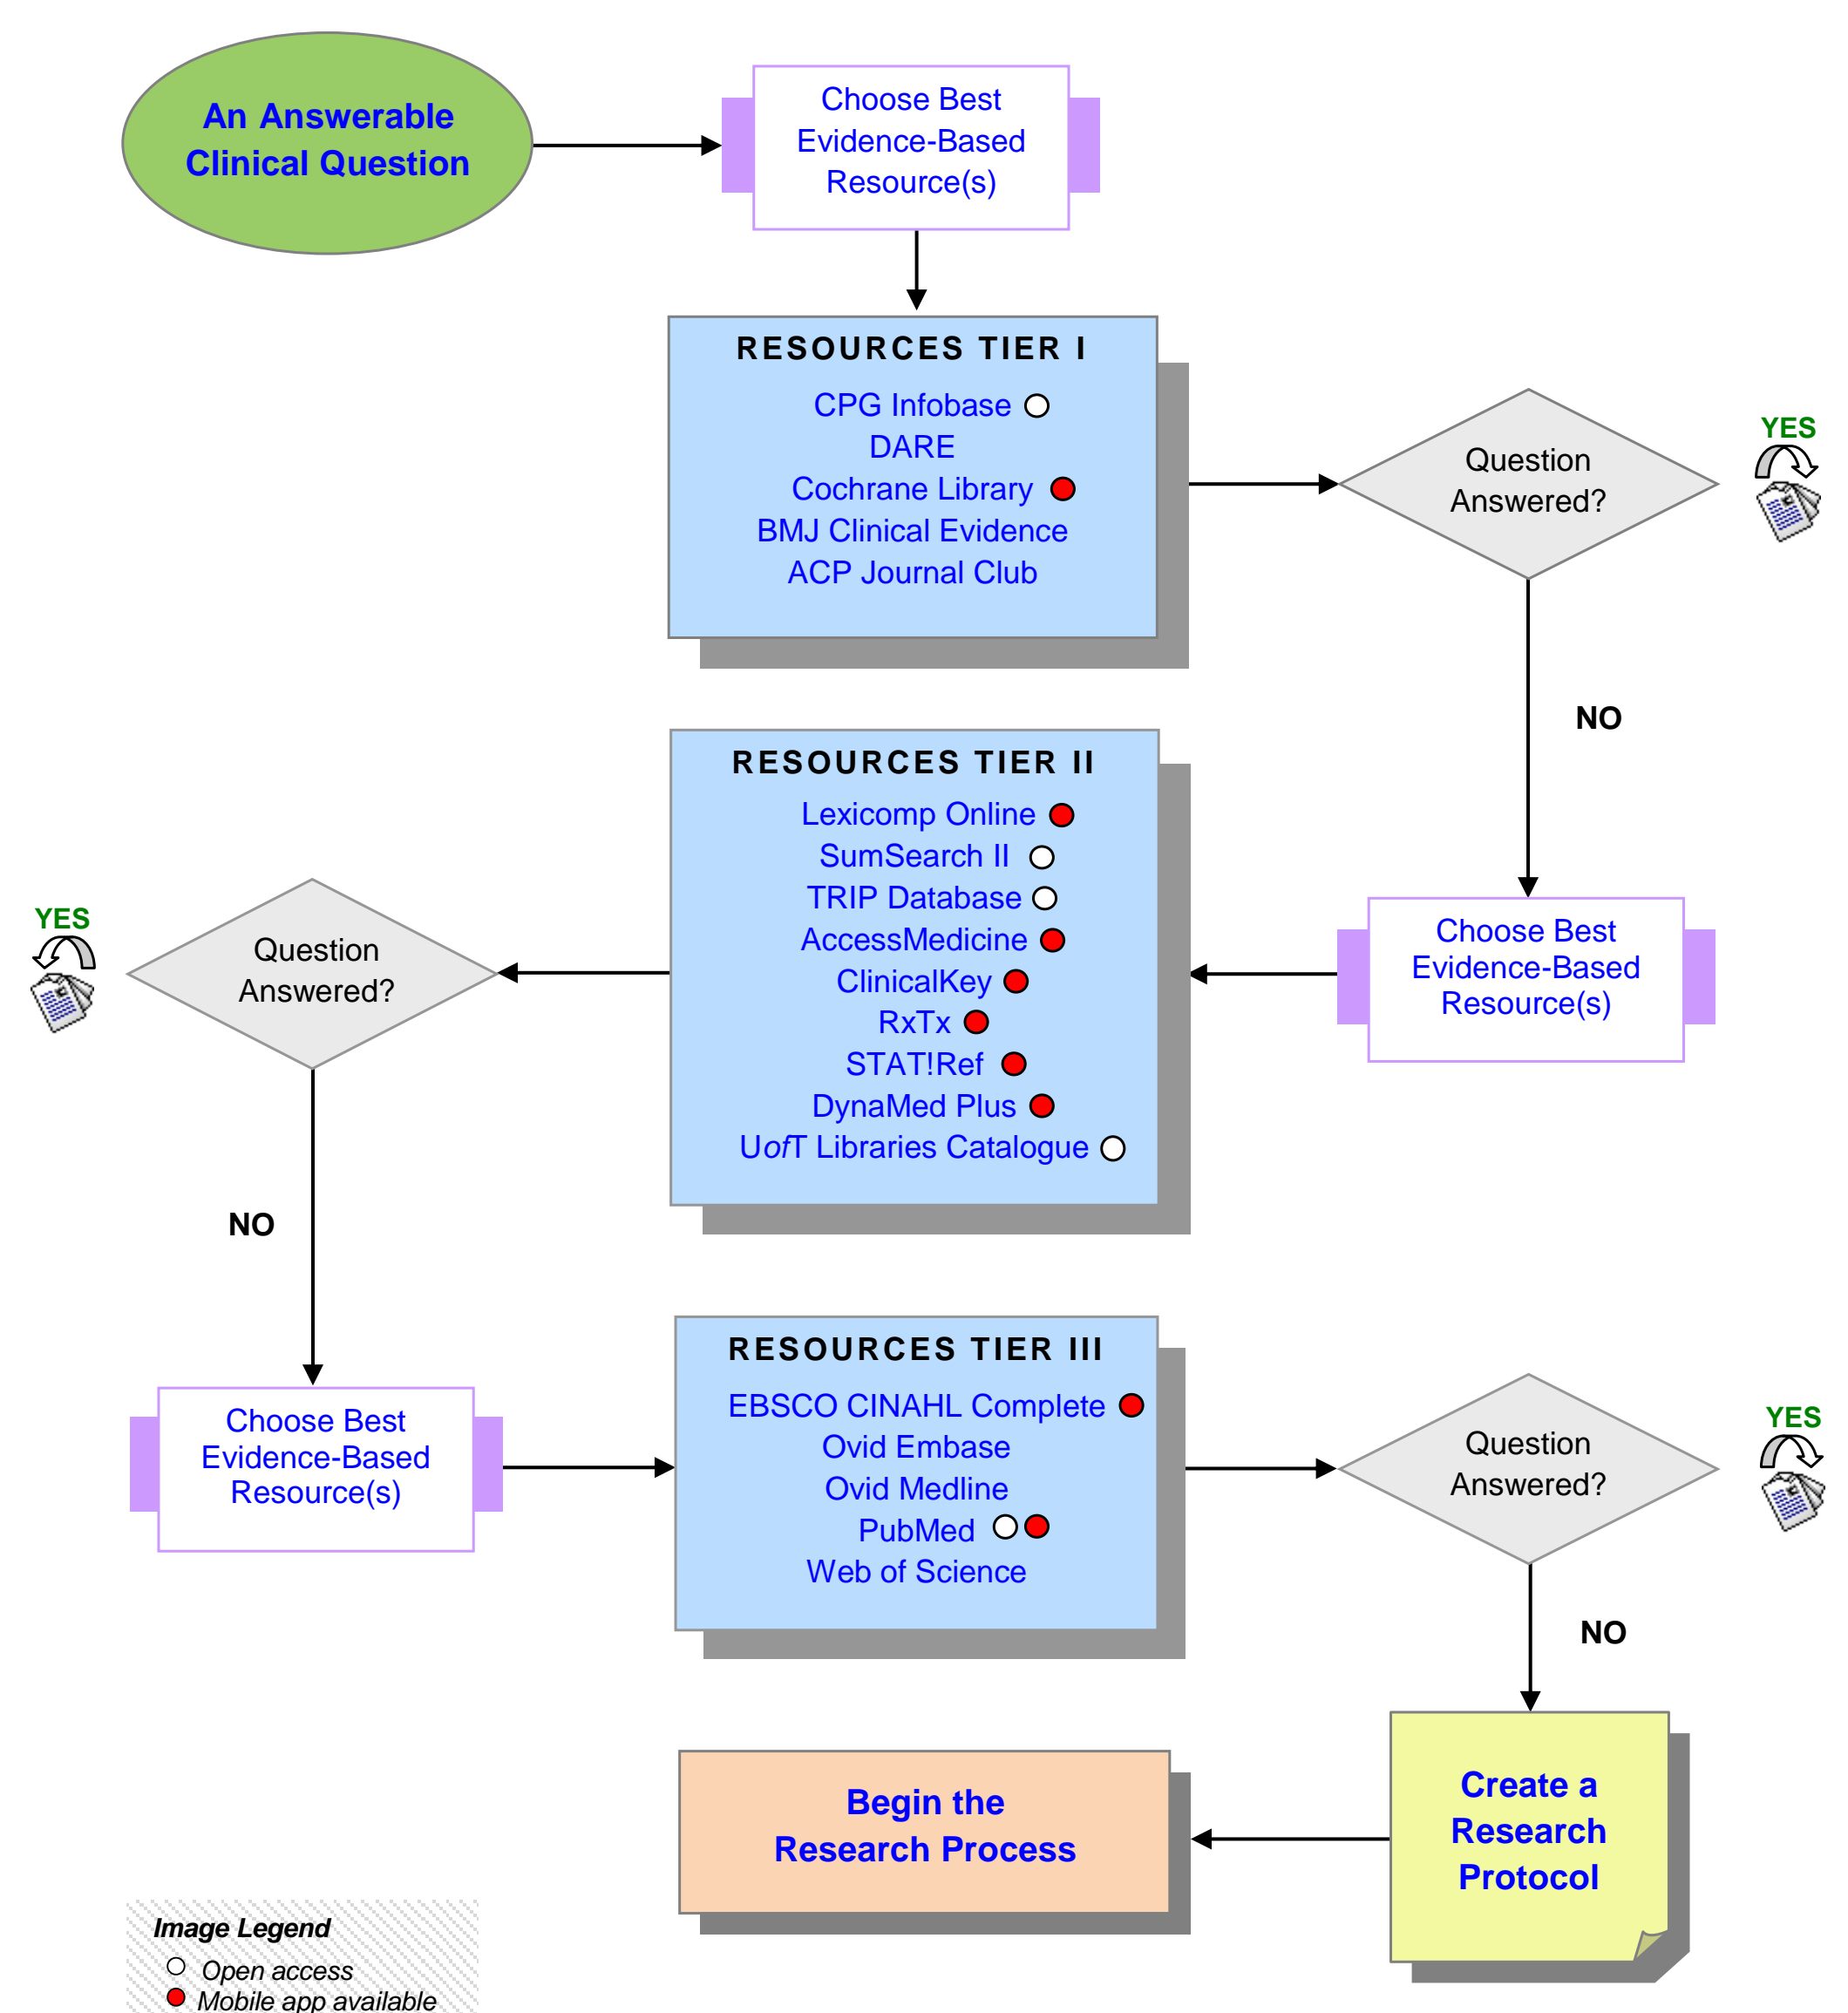 An Answerable
Clinical Question
Choose Best
Evidence-Based
Resource(s)
RESOURCES TIER I
CPG Infobase
DARE
Cochrane Library
BMJ Clinical Evidence
ACP Journal Club
Question
Answered?
YES
NO
Choose Best
Evidence-Based
Resource(s)
RESOURCES TIER II
Lexicomp Online
SumSearch II
TRIP Database
AccessMedicine
ClinicalKey
RxTx
STAT!Ref
DynaMed Plus
UofT Libraries Catalogue
Question
Answered?
YES
NO
Choose Best
Evidence-Based
Resource(s)
RESOURCES TIER III
EBSCO CINAHL Complete
Ovid Embase
Ovid Medline
PubMed
Web of Science
Question
Answered?
YES
NO
Create a
Research
Protocol
Begin the
Research Process
Image Legend
Open access
Mobile app available